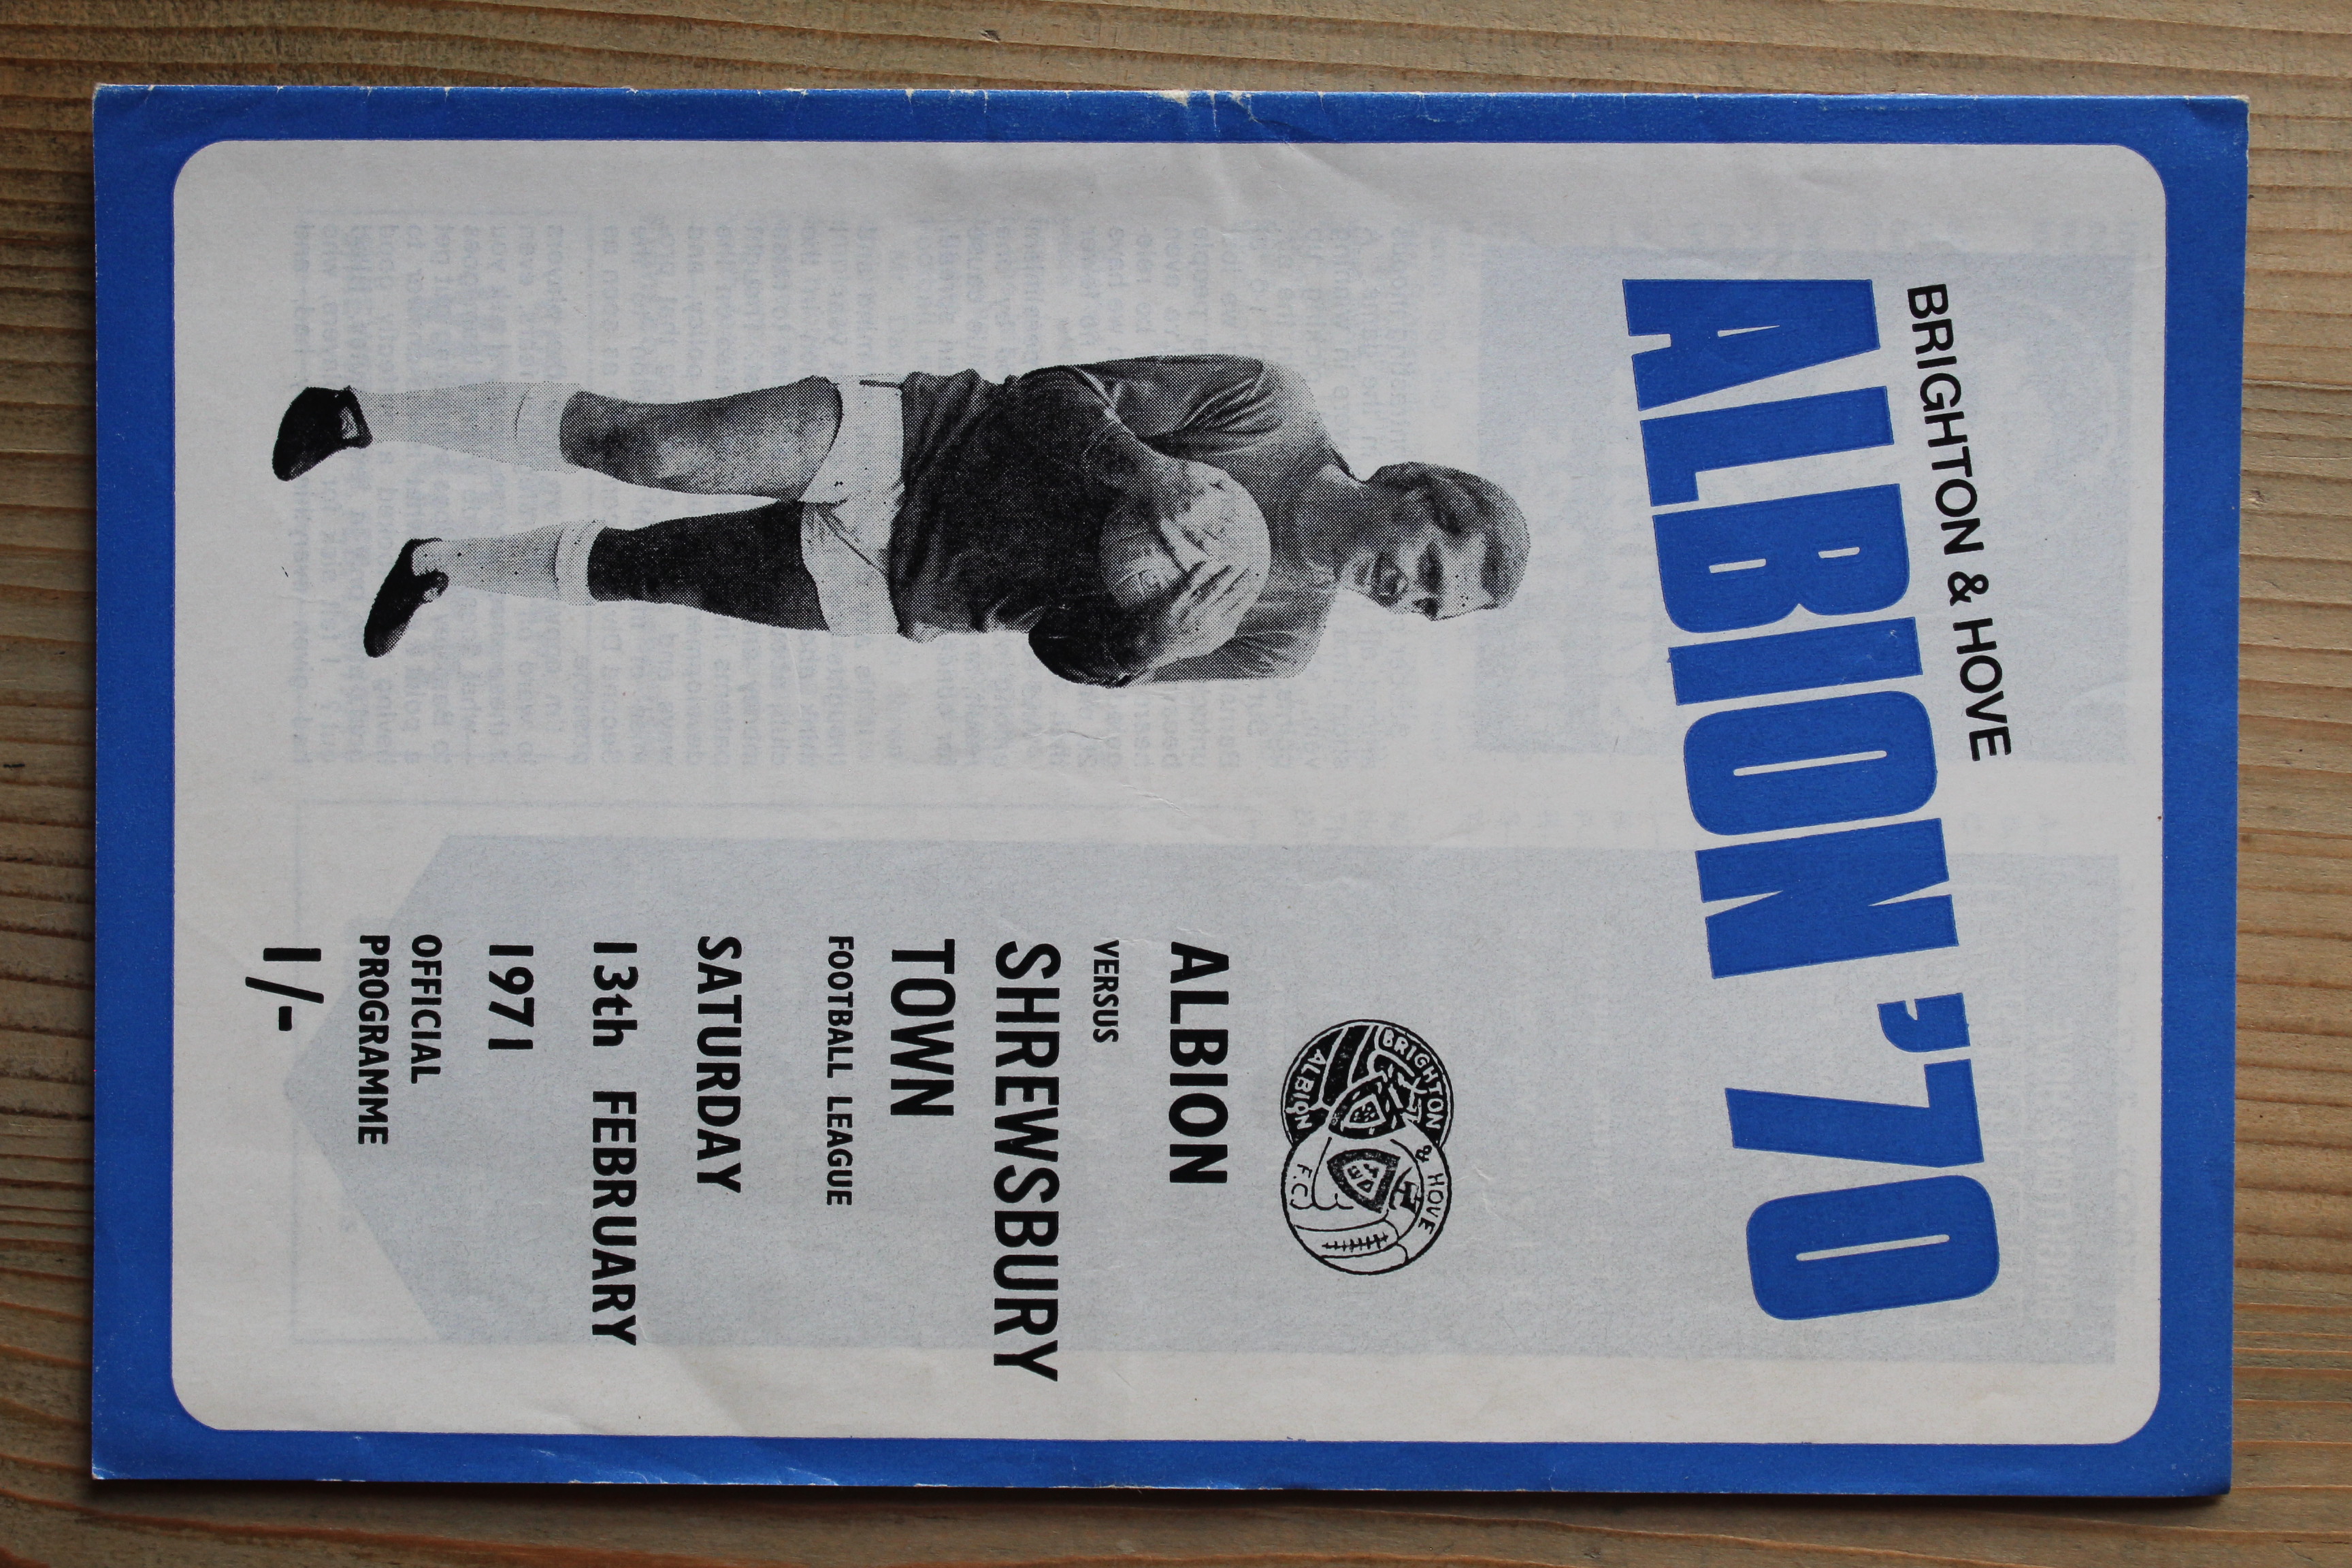 BRIGHTON & HOVE
ALBION '70
BRIGHTON & HOVE
ALBION F.C.
ALBION
VERSUS
SHREWSBURY
TOWN
FOOTBALL LEAGUE
SATURDAY
13th FEBRUARY
1971
OFFICIAL
PROGRAMME
1/-